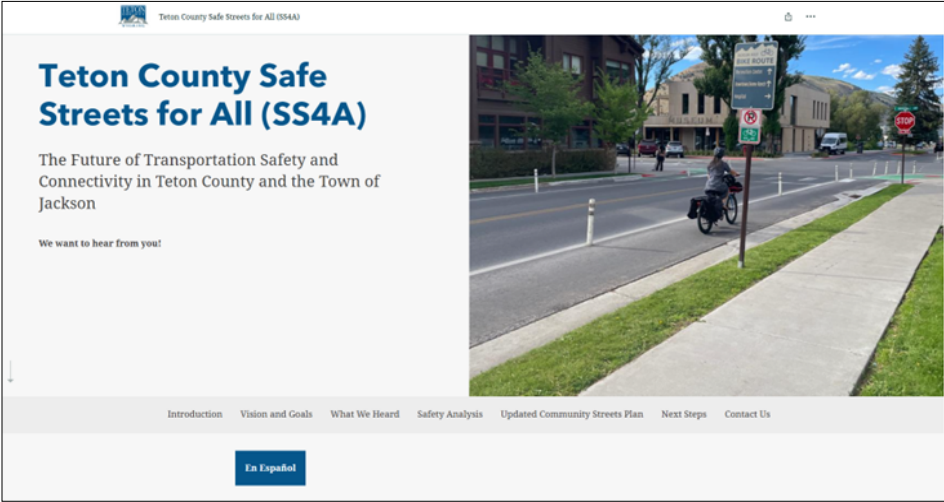 TETON
Teton County Safe Streets for All (SS4A)
Teton County Safe
Streets for All (SS4A)
The Future of Transportation Safety and
Connectivity in Teton County and the Town of
Jackson
We want to hear from you!
BIKE ROUTE
MUSEUM
STOP
Introduction Vision and Goals What We Heard Safety Analysis Updated Community Streets Plan Next Steps Contact Us
En Español